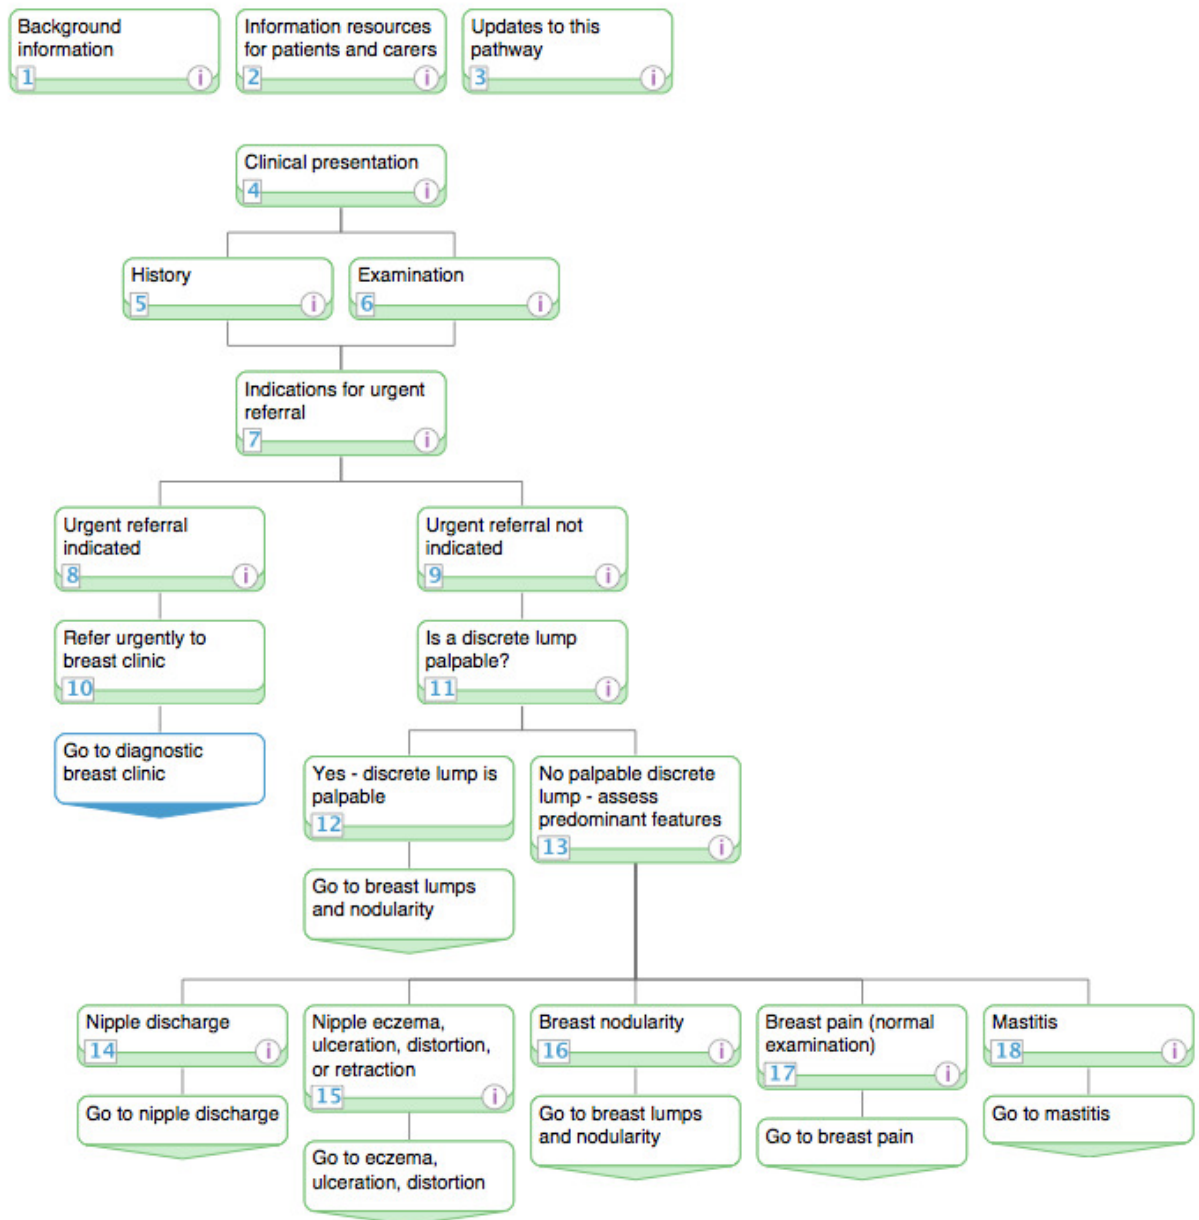 Background
information
1
i
Information resources
for patients and carers
2
i
Updates to this
pathway
3
i
Clinical presentation
4
i
History
5
i
Examination
6
i
Indications for urgent
referral
7
i
Urgent referral
indicated
8
i
Urgent referral not
indicated
9
i
Refer urgently to
breast clinic
10
Is a discrete lump
palpable?
11
i
Go to diagnostic
breast clinic
Yes - discrete lump is
palpable
12
No palpable discrete
lump - assess
predominant features
13
i
Go to breast lumps
and nodularity
Nipple discharge
14
i
Nipple eczema,
ulceration, distortion,
or retraction
15
i
Breast nodularity
16
i
Breast pain (normal
examination)
17
i
Mastitis
18
i
Go to nipple discharge
Go to eczema,
ulceration, distortion
Go to breast lumps
and nodularity
Go to breast pain
Go to mastitis